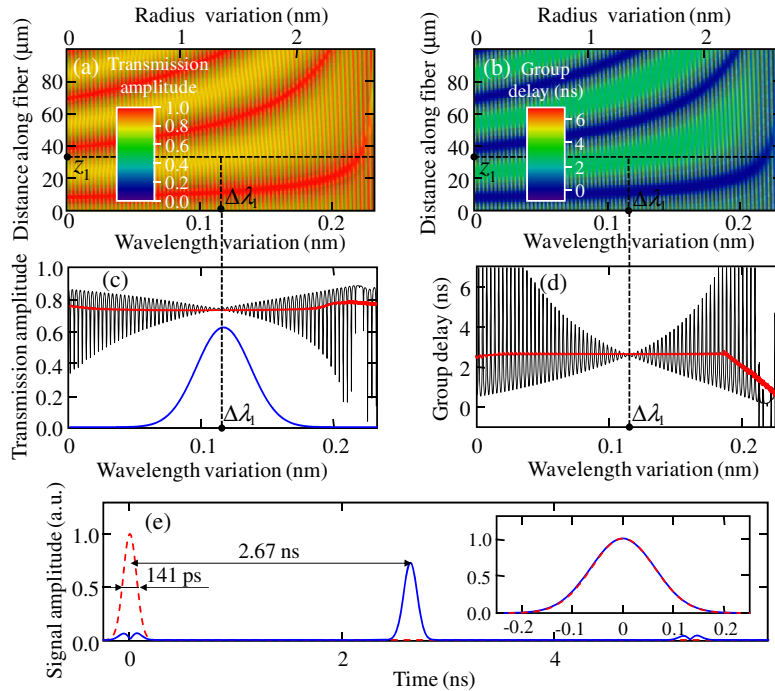 Radius variation (nm)
0 1 2
Distance along fiber (μm)
80
60
40
20
0
(a) Transmission
amplitude
1.0
0.8
0.6
0.4
0.2
0.0
z1
Δλ1
0 0.1 0.2
Wavelength variation (nm)
Radius variation (nm)
0 1 2
Distance along fiber (μm)
80
60
40
20
0
(b) Group
delay (ns)
6
4
2
0
z1
Δλ1
0 0.1 0.2
Wavelength variation (nm)
Transmission amplitude
1.0
0.8
0.6
0.4
0.2
0.0
(c)
Δλ1
0 0.1 0.2
Wavelength variation (nm)
Group delay (ns)
6
4
2
0
(d)
Δλ1
0 0.1 0.2
Wavelength variation (nm)
Signal amplitude (a.u.)
1.0
0.5
0.0
(e)
2.67 ns
141 ps
0 2 4
Time (ns)
1.0
0.5
0.0
-0.2 -0.1 0 0.1 0.2